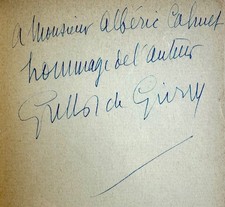 A Monsieur Albéric Cahuet
hommage de l'auteur
Grillot de Givry